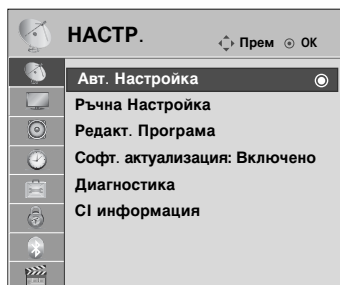 НАСТР.
Прем OK
Авт. Настройка
Ръчна Настройка
Редакт. Програма
Софт. актуализация: Включено
Диагностика
CI информация